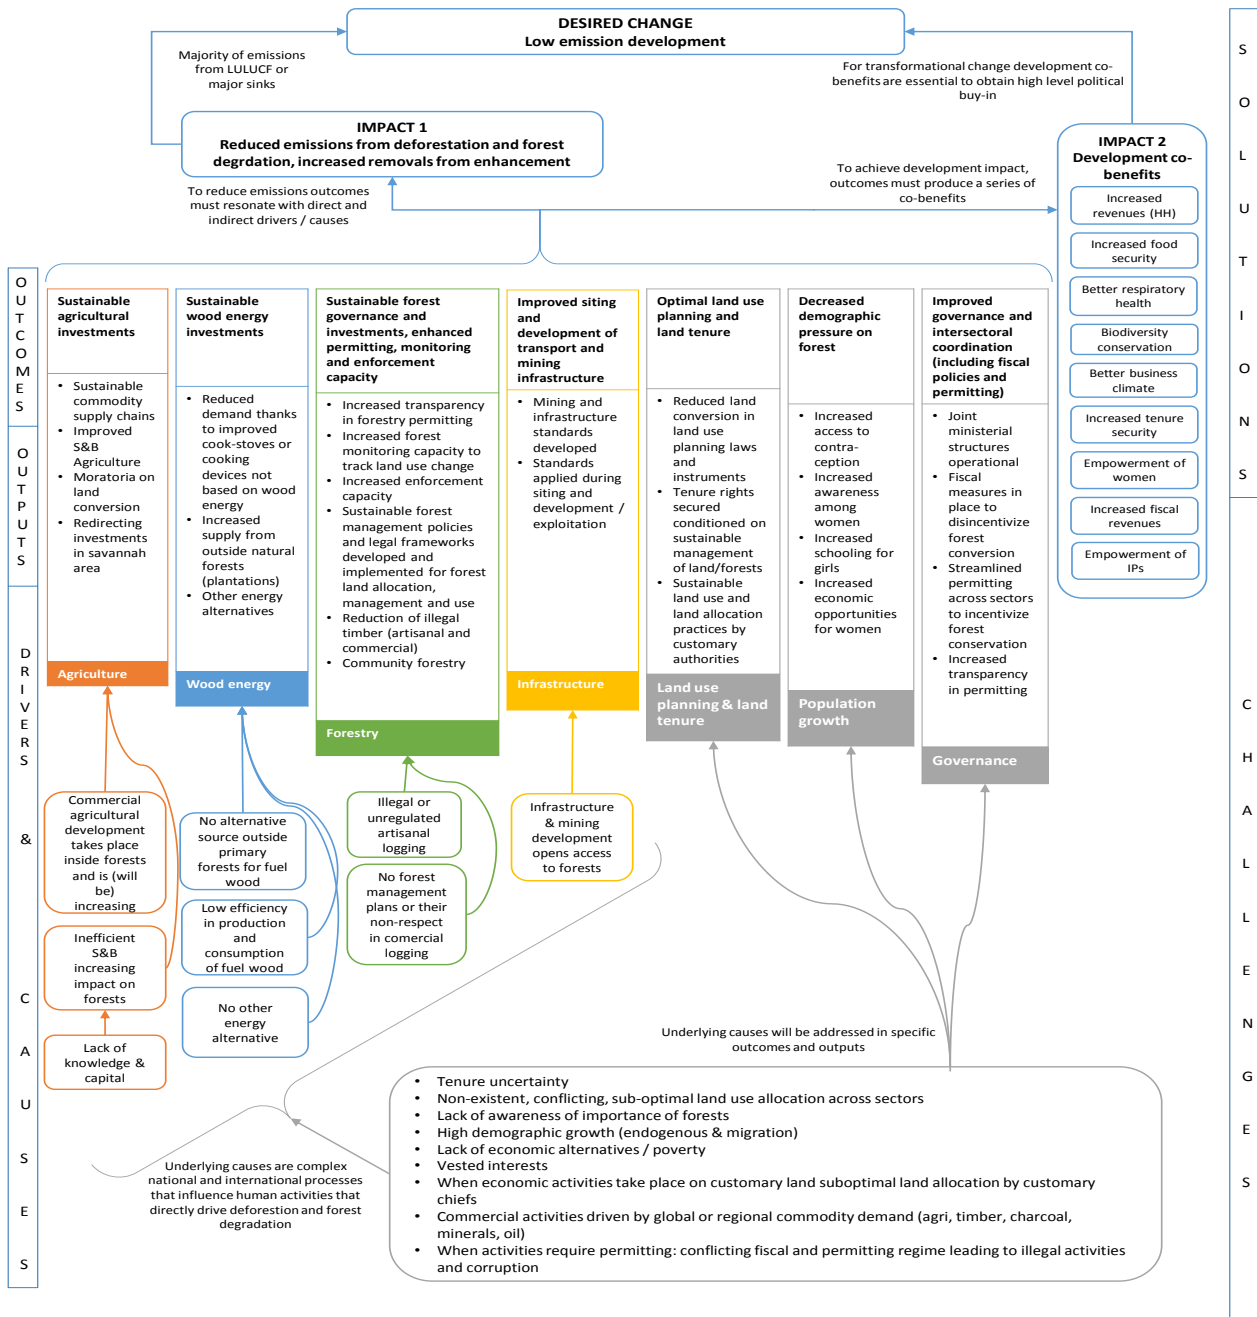 DESIRED CHANGE
Low emission development
Majority of emissions
from LULUCF or
major sinks
For transformational change development co-
benefits are essential to obtain high level political
buy-in
IMPACT 1
Reduced emissions from deforestation and forest
degrdation, increased removals from enhancement
To reduce emissions outcomes
must resonate with direct and
indirect drivers / causes
To achieve development impact,
outcomes must produce a series of
co-benefits
IMPACT 2
Development co-
benefits
Increased
revenues (HH)
Increased food
security
Better respiratory
health
Biodiversity
conservation
Better business
climate
Increased tenure
security
Empowerment of
women
Increased fiscal
revenues
Empowerment of
IPs
SOLUTIONS
CHALLENGES
OUTCOMES
OUTPUTS
DRIVERS
&
CAUSES
Sustainable
agricultural
investments
• Sustainable
commodity
supply chains
• Improved
S&B
Agriculture
• Moratoria on
land
conversion
• Redirecting
investments
in savannah
area
Agriculture
Sustainable
wood energy
investments
• Reduced
demand thanks
to improved
cook-stoves or
cooking
devices not
based on wood
energy
• Increased
supply from
outside natural
forests
(plantations)
• Other energy
alternatives
Wood energy
Sustainable forest
governance and
investments, enhanced
permitting, monitoring
and enforcement
capacity
• Increased transparency
in forestry permitting
• Increased forest
monitoring capacity to
track land use change
• Increased enforcement
capacity
• Sustainable forest
management policies
and legal frameworks
developed and
implemented for forest
land allocation,
management and use
• Reduction of illegal
timber (artisanal and
commercial)
• Community forestry
Forestry
Improved siting
and
development of
transport and
mining
infrastructure
• Mining and
infrastructure
standards
developed
• Standards
applied during
siting and
development /
exploitation
Infrastructure
Optimal land use
planning and
land tenure
• Reduced land
conversion in
land use
planning laws
and
instruments
• Tenure rights
secured
conditioned on
sustainable
management
of land/forests
• Sustainable
land use and
land allocation
practices by
customary
authorities
Land use
planning & land
tenure
Decreased
demographic
pressure on
forest
• Increased
access to
contra-
ception
• Increased
awareness
among
women
• Increased
schooling for
girls
• Increased
economic
opportunities
for women
Population
growth
Improved
governance and
intersectoral
coordination
(including fiscal
policies and
permitting)
• Joint
ministerial
structures
operational
• Fiscal
measures in
place to
disincentivize
forest
conversion
• Streamlined
permitting
across sectors
to incentivize
forest
conservation
• Increased
transparency
in permitting
Governance
Commercial
agricultural
development
takes place
inside forests
and is (will
be)
increasing
Inefficient
S&B
increasing
impact on
forests
Lack of
knowledge &
capital
No alternative
source outside
primary
forests for fuel
wood
Low efficiency
in production
and
consumption
of fuel wood
No other
energy
alternative
Illegal or
unregulated
artisanal
logging
No forest
management
plans or their
non-respect
in comercial
logging
Infrastructure
& mining
development
opens access
to forests
Underlying causes will be addressed in specific
outcomes and outputs
Underlying causes are complex
national and international processes
that influence human activities that
directly drive deforestion and forest
degradation
• Tenure uncertainty
• Non-existent, conflicting, sub-optimal land use allocation across sectors
• Lack of awareness of importance of forests
• High demographic growth (endogenous & migration)
• Lack of economic alternatives / poverty
• Vested interests
• When economic activities take place on customary land suboptimal land allocation by customary
chiefs
• Commercial activities driven by global or regional commodity demand (agri, timber, charcoal,
minerals, oil)
• When activities require permitting: conflicting fiscal and permitting regime leading to illegal activities
and corruption